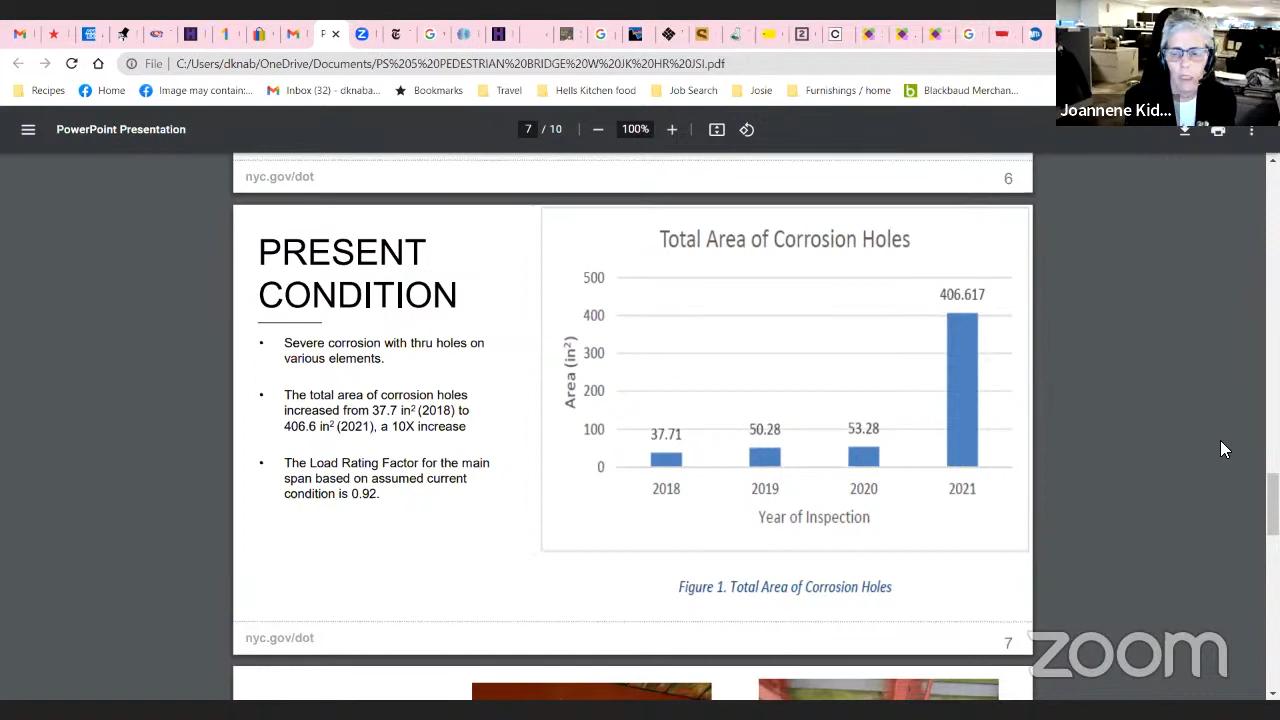 File
C:/Users/dknab/OneDrive/Documents/PS%205%20PEDESTRIAN%20BRIDGE%20W%20JK%20HR%20JSI.pdf
Recipes
Home
Image may contain:...
Inbox (32) - dknaba...
Bookmarks
Travel
Hells Kitchen food
Job Search
Josie
Furnishings / home
Blackbaud Merchan...
Joannene Kid...
PowerPoint Presentation
7 / 10
100%
nyc.gov/dot
6
PRESENT
CONDITION
• Severe corrosion with thru holes on
various elements.
• The total area of corrosion holes
increased from 37.7 in² (2018) to
406.6 in² (2021), a 10X increase
• The Load Rating Factor for the main
span based on assumed current
condition is 0.92.
Total Area of Corrosion Holes
Area (in²)
500
400
300
200
100
0
37.71
50.28
53.28
406.617
2018
2019
2020
2021
Year of Inspection
Figure 1. Total Area of Corrosion Holes
nyc.gov/dot
7
zoom